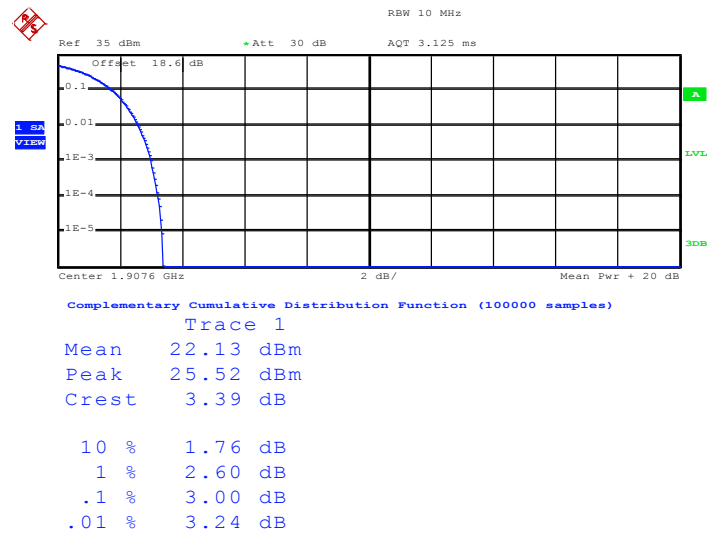 RBW 10 MHz
R&S
Ref 35 dBm *Att 30 dB AQT 3.125 ms
Offset 18.6 dB
0.1
A
0.01
1 SA
VIEW
1E-3
LVL
1E-4
1E-5
3DB
Center 1.9076 GHz 2 dB/ Mean Pwr + 20 dB
Complementary Cumulative Distribution Function (100000 samples)
Trace 1
Mean 22.13 dBm
Peak 25.52 dBm
Crest 3.39 dB
10 % 1.76 dB
1 % 2.60 dB
.1 % 3.00 dB
.01 % 3.24 dB